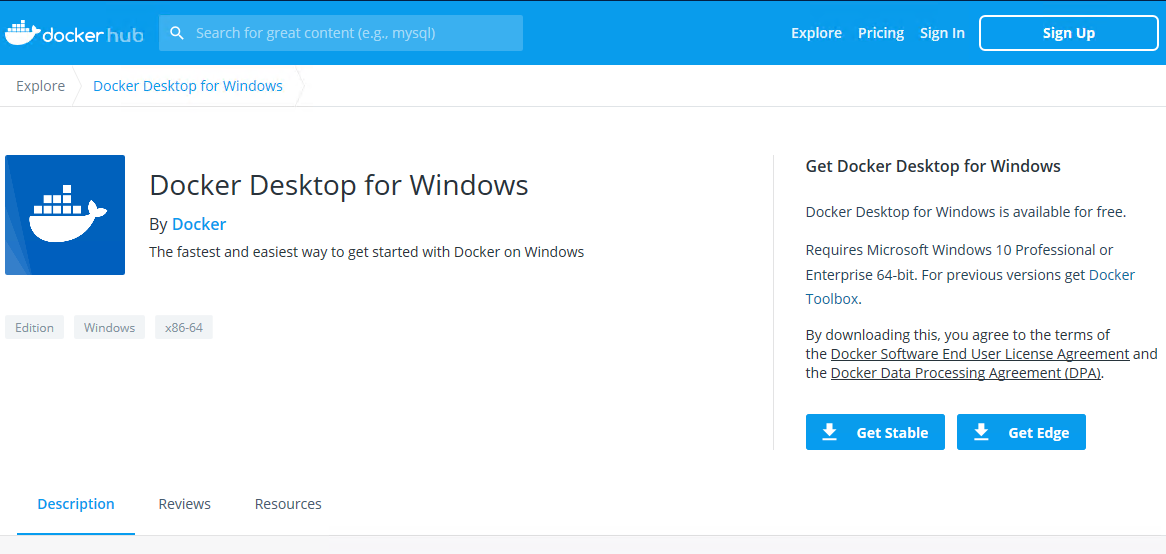 docker hub
Search for great content (e.g., mysql)
Explore
Pricing
Sign In
Sign Up
Explore
Docker Desktop for Windows
Docker Desktop for Windows
By Docker
The fastest and easiest way to get started with Docker on Windows
Edition
Windows
x86-64
Get Docker Desktop for Windows
Docker Desktop for Windows is available for free.
Requires Microsoft Windows 10 Professional or
Enterprise 64-bit. For previous versions get Docker
Toolbox.
By downloading this, you agree to the terms of
the Docker Software End User License Agreement and
the Docker Data Processing Agreement (DPA).
Get Stable
Get Edge
Description
Reviews
Resources